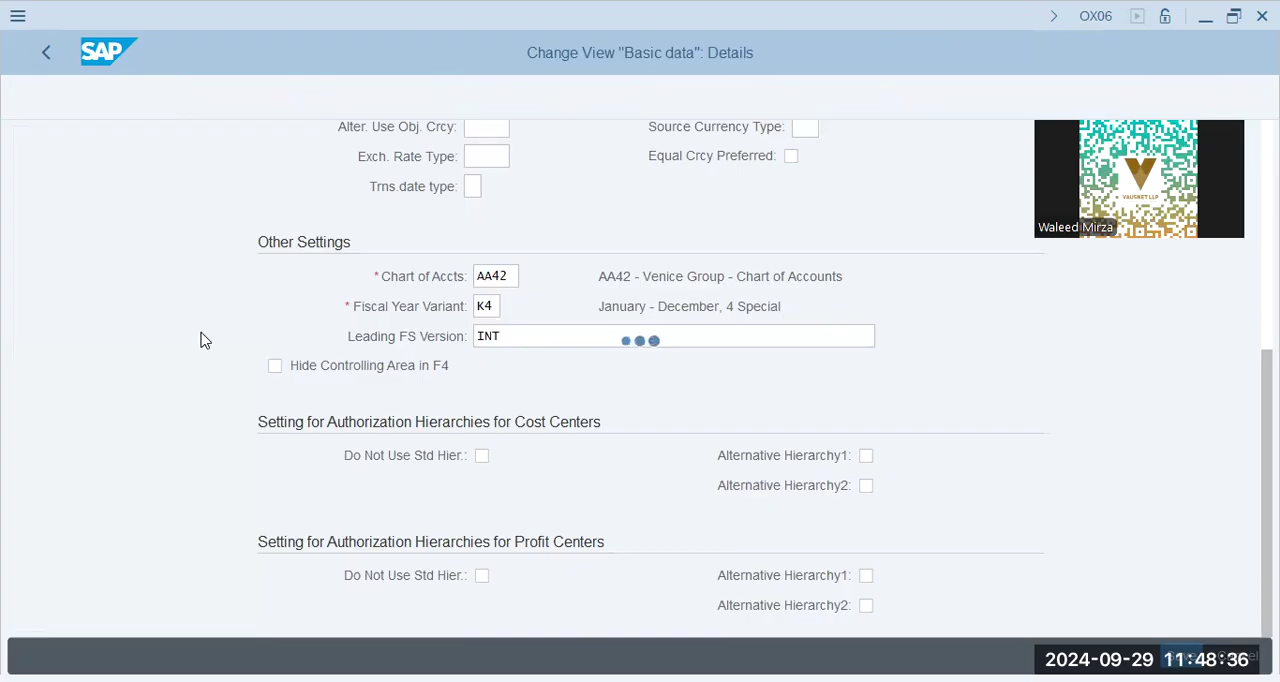 OX06
SAP
Change View "Basic data": Details
Alter. Use Obj. Crcy:
Source Currency Type:
Exch. Rate Type:
Equal Crcy Preferred:
Trns.date type:
VAUSNET LLP
Waleed Mirza
Other Settings
* Chart of Accts: AA42 AA42 - Venice Group - Chart of Accounts
* Fiscal Year Variant: K4 January - December, 4 Special
Leading FS Version: INT
Hide Controlling Area in F4
Setting for Authorization Hierarchies for Cost Centers
Do Not Use Std Hier.: Alternative Hierarchy1:
Alternative Hierarchy2:
Setting for Authorization Hierarchies for Profit Centers
Do Not Use Std Hier.: Alternative Hierarchy1:
Alternative Hierarchy2:
2024-09-29 11:48:36